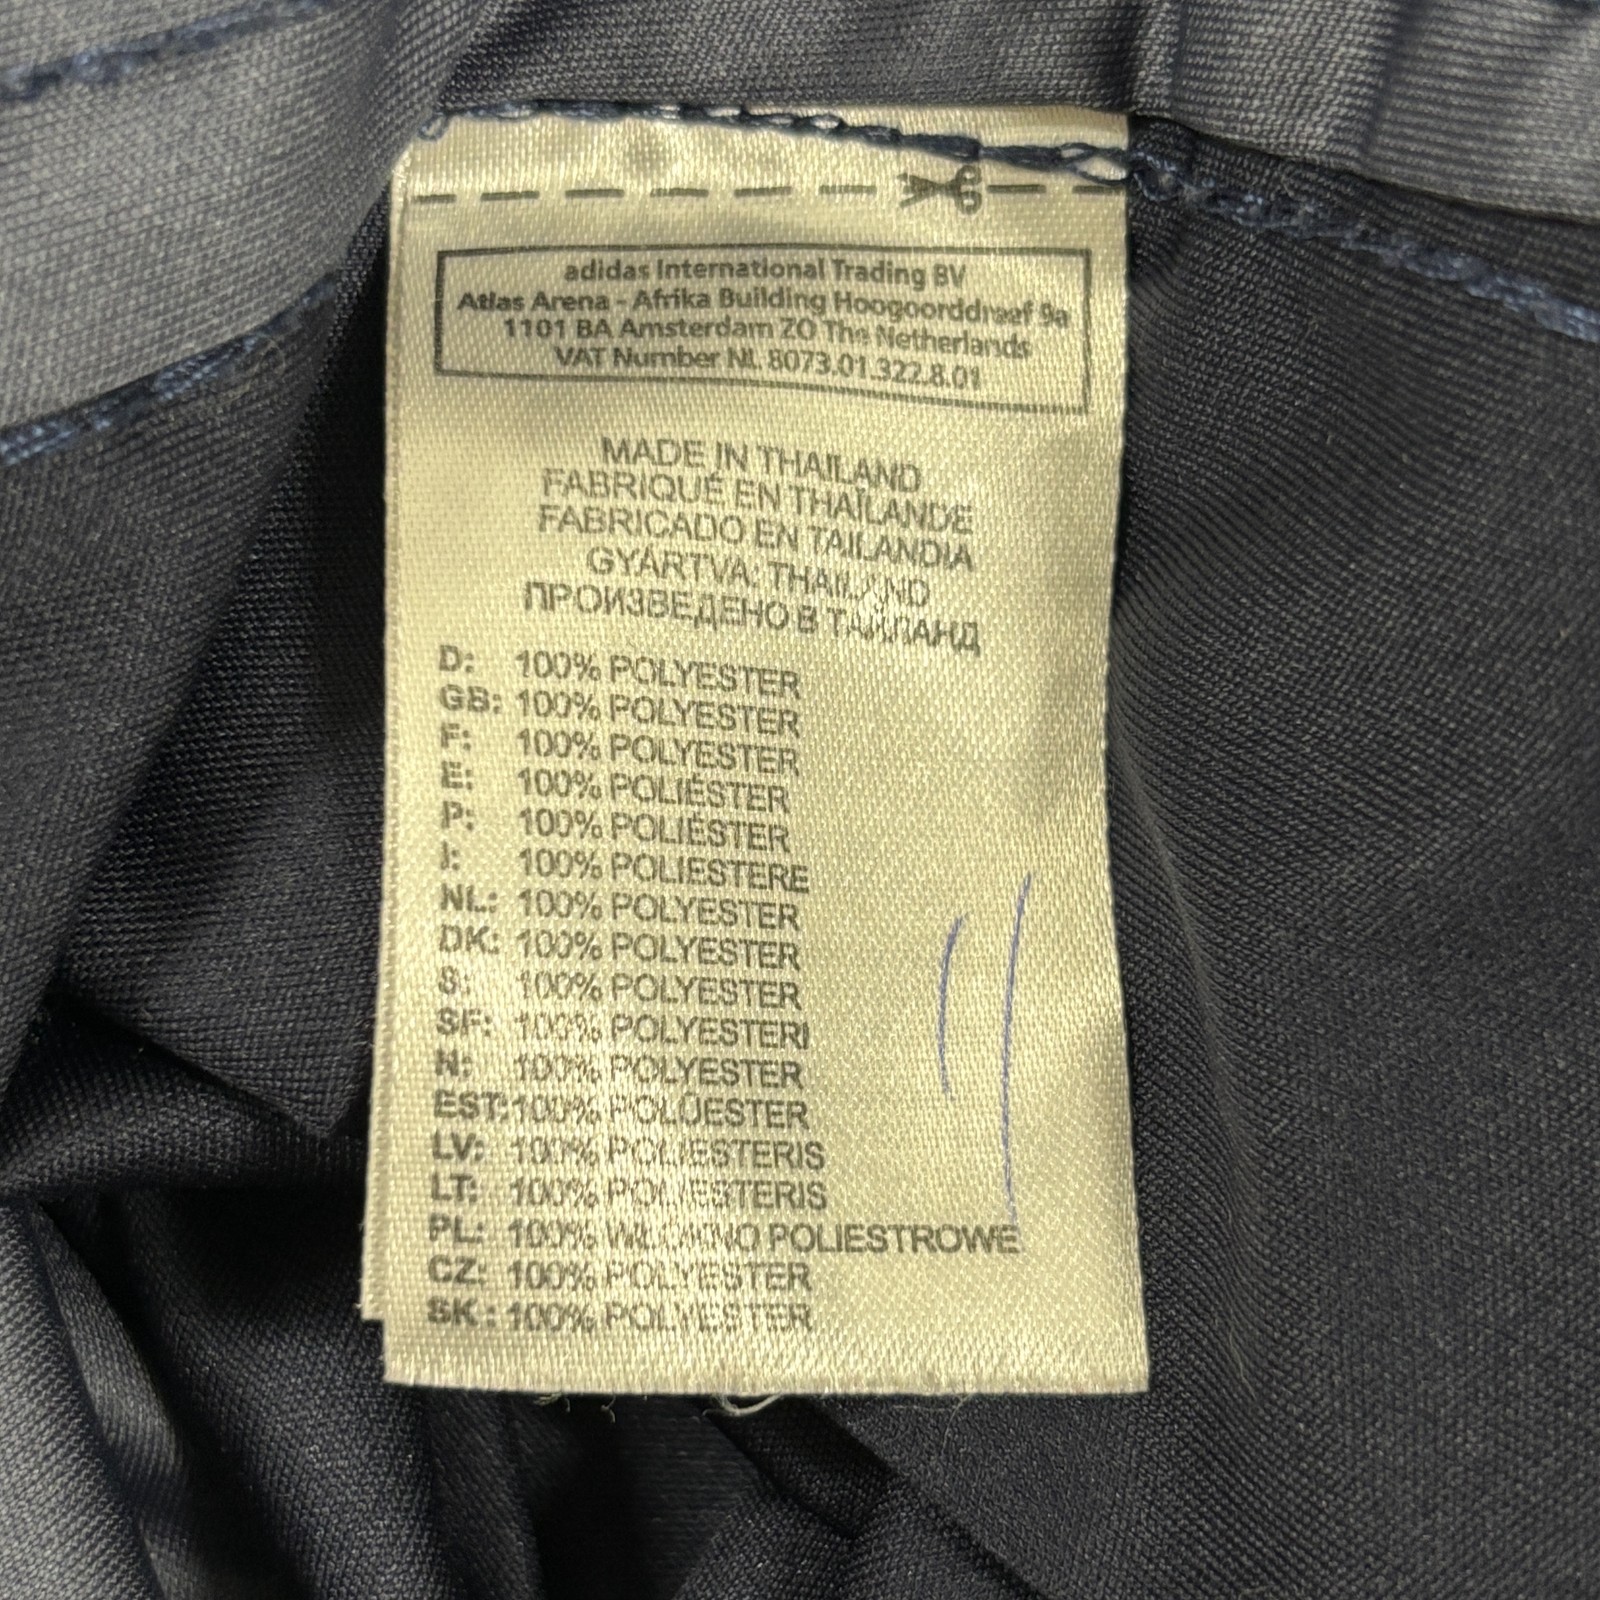 adidas International Trading BV
Atlas Arena - Afrika Building Hoogoorddreef 9a
1101 BA Amsterdam ZO The Netherlands
VAT Number NL 8073.01.322.8.01
MADE IN THAILAND
FABRIQUÉ EN THAÏLANDE
FABRICADO EN TAILANDIA
GYÁRTVA: THAILAND
ПРОИЗВЕДЕНО В ТАЙЛАНД
D: 100% POLYESTER
GB: 100% POLYESTER
F: 100% POLYESTER
E: 100% POLIÉSTER
P: 100% POLIÉSTER
I: 100% POLIESTERE
NL: 100% POLYESTER
DK: 100% POLYESTER
S: 100% POLYESTER
SF: 100% POLYESTERI
N: 100% POLYESTER
EST: 100% POLÜESTER
LV: 100% POLIESTERIS
LT: 100% POLIESTERIS
PL: 100% WŁÓKNO POLIESTROWE
CZ: 100% POLYESTER
SK: 100% POLYESTER